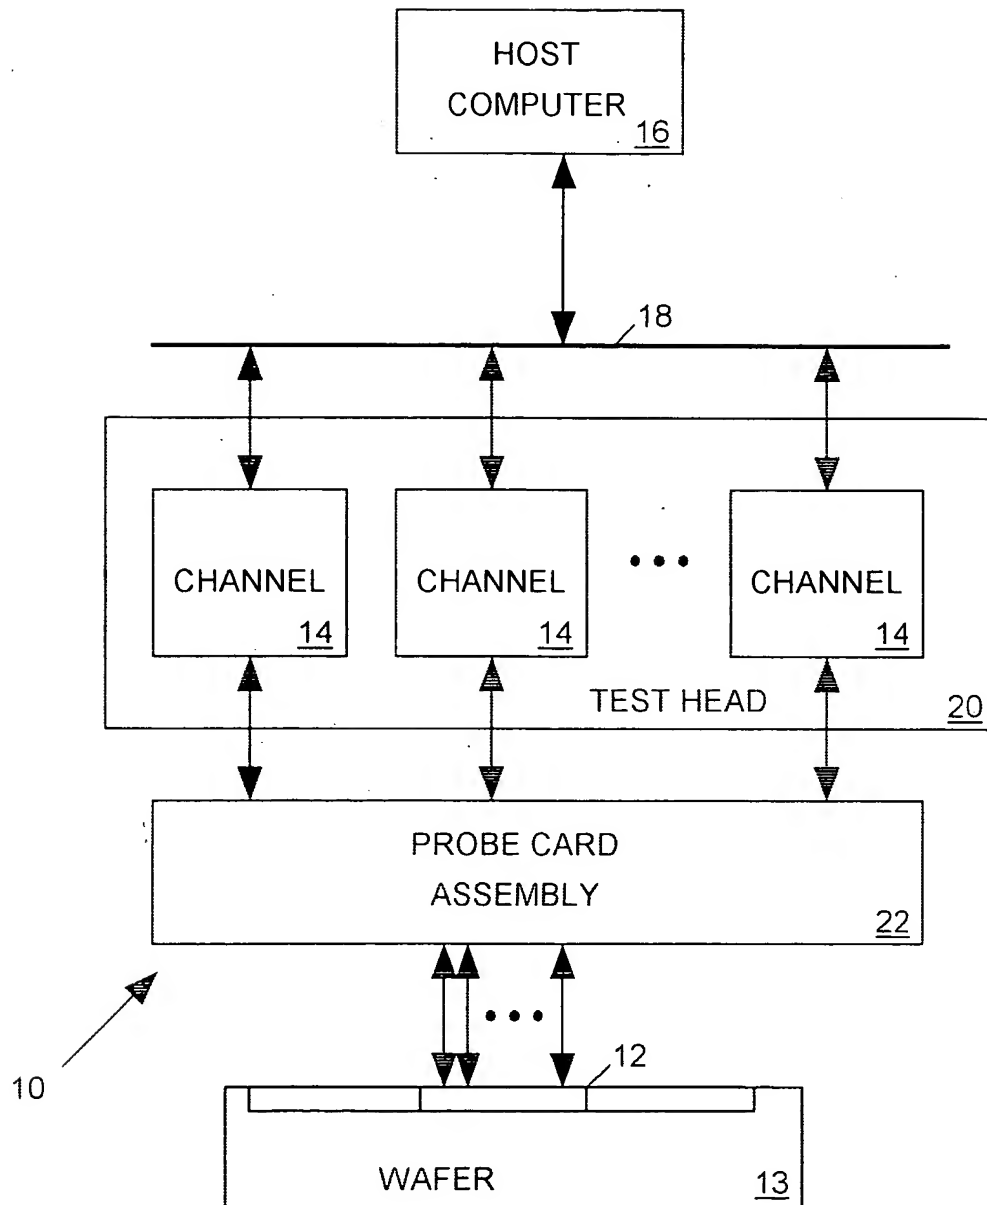 HOST
COMPUTER
16
18
CHANNEL
14
CHANNEL
14
CHANNEL
14
TEST HEAD
20
PROBE CARD
ASSEMBLY
22
10
12
WAFER
13